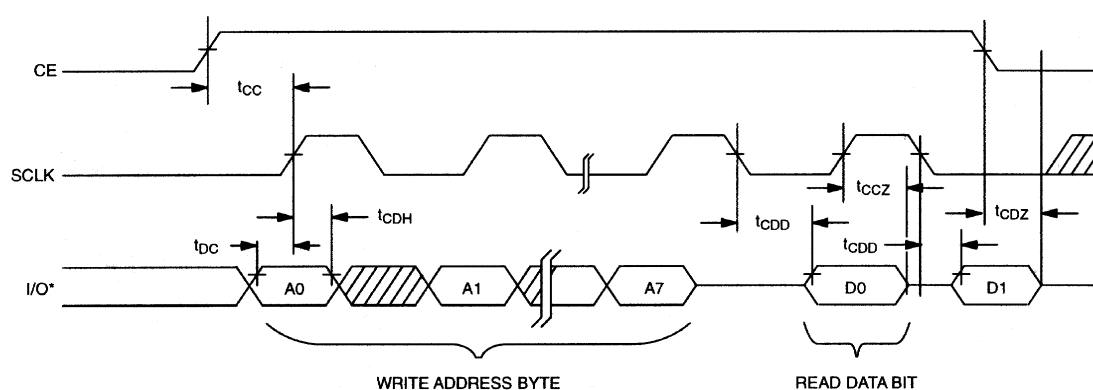 CE
tCC
SCLK
tCCZ
tCDH
tCDD
tCDZ
tDC
tCDD
I/O*
A0
A1
A7
D0
D1
WRITE ADDRESS BYTE
READ DATA BIT